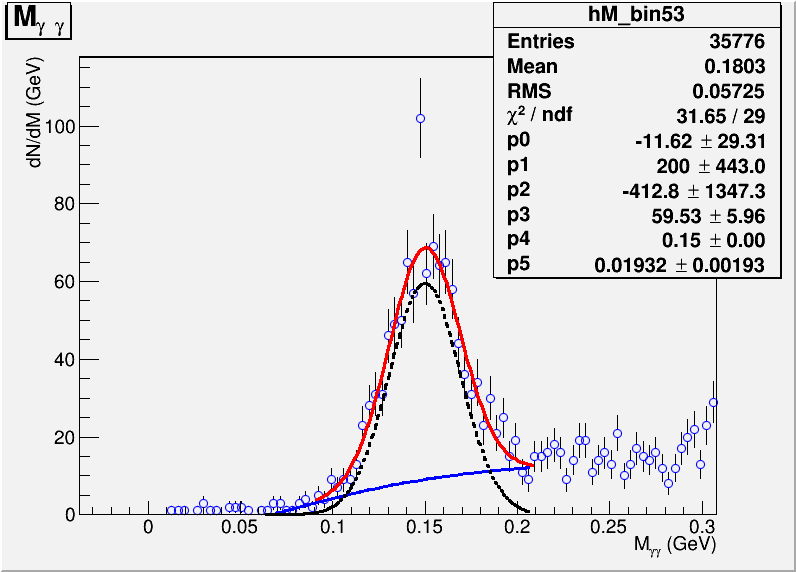 M γ γ
hM_bin53
Entries 35776
Mean 0.1803
RMS 0.05725
χ² / ndf 31.65 / 29
p0 -11.62 ± 29.31
p1 200 ± 443.0
p2 -412.8 ± 1347.3
p3 59.53 ± 5.96
p4 0.15 ± 0.00
p5 0.01932 ± 0.00193
dN/dM (GeV)
100
80
60
40
20
0
0 0.05 0.1 0.15 0.2 0.25 0.3
Mγγ (GeV)